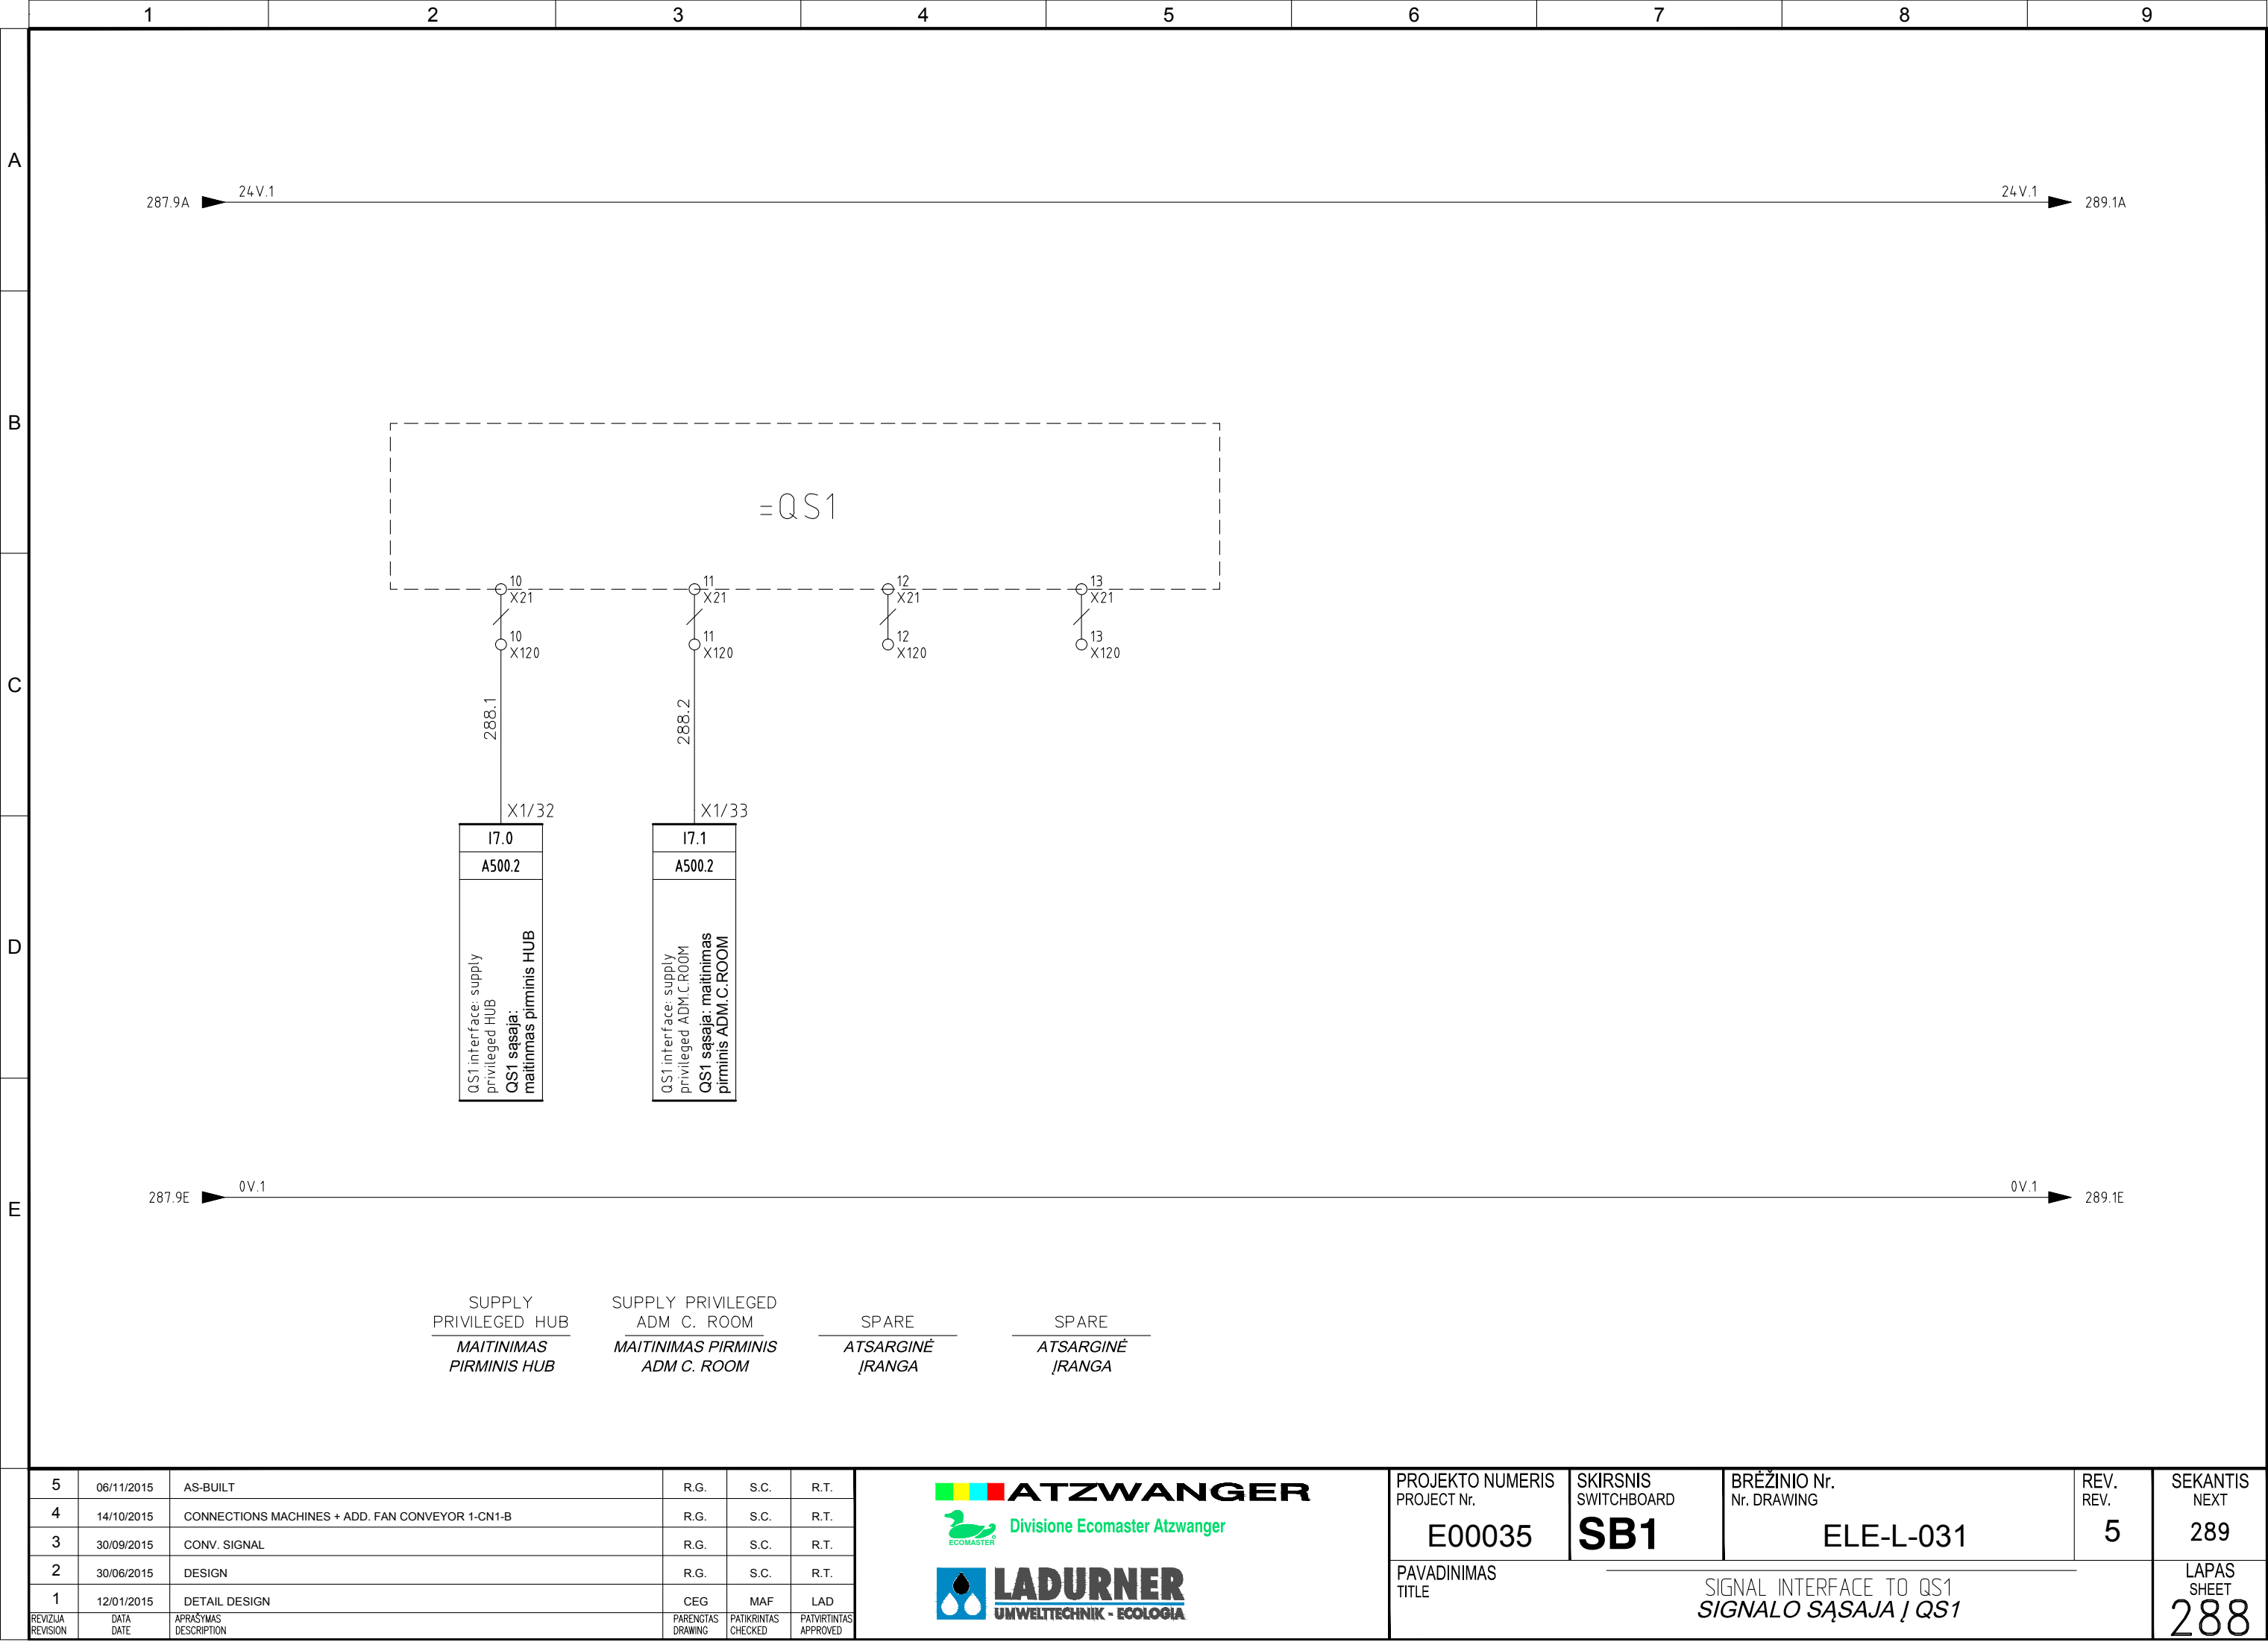 1 2 3 4 5 6 7 8 9
A
287.9A 24V.1 24V.1 289.1A
B
=QS1
10 11 12 13
X21 X21 X21 X21
10 11 12 13
X120 X120 X120 X120
C
288.1 288.2
X1/32 X1/33
I7.0 I7.1
A500.2 A500.2
D
QS1 interface: supply
privileged HUB
QS1 sąsaja:
maitinmas pirminis HUB
QS1 interface: supply
privileged ADM.C.ROOM
QS1 sąsaja: maitinimas
pirminis ADM.C.ROOM
E
287.9E 0V.1 0V.1 289.1E
SUPPLY
PRIVILEGED HUB
MAITINIMAS
PIRMINIS HUB
SUPPLY PRIVILEGED
ADM C. ROOM
MAITINIMAS PIRMINIS
ADM C. ROOM
SPARE
ATSARGINĖ
ĮRANGA
SPARE
ATSARGINĖ
ĮRANGA
5 06/11/2015 AS-BUILT R.G. S.C. R.T.
4 14/10/2015 CONNECTIONS MACHINES + ADD. FAN CONVEYOR 1-CN1-B R.G. S.C. R.T.
3 30/09/2015 CONV. SIGNAL R.G. S.C. R.T.
2 30/06/2015 DESIGN R.G. S.C. R.T.
1 12/01/2015 DETAIL DESIGN CEG MAF LAD
REVIZIJA DATA APRAŠYMAS PARENGTAS PATIKRINTAS PATVIRTINTAS
REVISION DATE DESCRIPTION DRAWING CHECKED APPROVED
ATZWANGER
Divisione Ecomaster Atzwanger
ECOMASTER
LADURNER
UMWELTTECHNIK - ECOLOGIA
PROJEKTO NUMERIS
PROJECT Nr.
E00035
SKIRSNIS
SWITCHBOARD
SB1
BRĖŽINIO Nr.
Nr. DRAWING
ELE-L-031
REV.
REV.
5
SEKANTIS
NEXT
289
PAVADINIMAS
TITLE
SIGNAL INTERFACE TO QS1
SIGNALO SĄSAJA Į QS1
LAPAS
SHEET
288